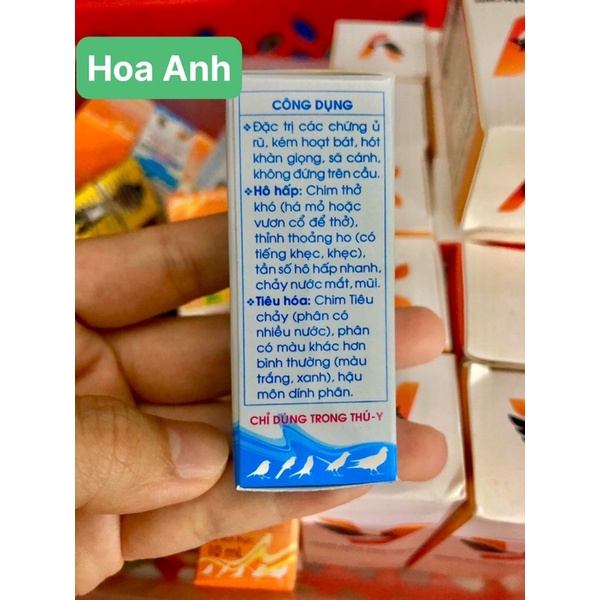 Hoa Anh
CÔNG DỤNG
❖Đặc trị các chứng ủ
rũ, kém hoạt bát, hót
khàn giọng, sã cánh,
không đứng trên cầu.
❖Hô hấp: Chim thở
khó (há mỏ hoặc
vươn cổ để thở),
thỉnh thoảng ho (có
tiếng khẹc, khẹc),
tần số hô hấp nhanh,
chảy nước mắt, mũi.
❖Tiêu hóa: Chim Tiêu
chảy (phân có
nhiều nước), phân
có màu khác hơn
bình thường (màu
trắng, xanh), hậu
môn dính phân.
CHỈ DÙNG TRONG THÚ-Y
10 mL